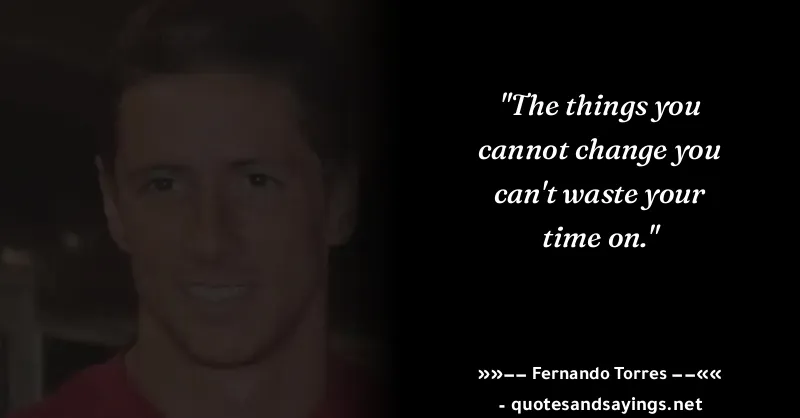 "The things you
cannot change you
can't waste your
time on."
»»–– Fernando Torres ––««
- quotesandsayings.net